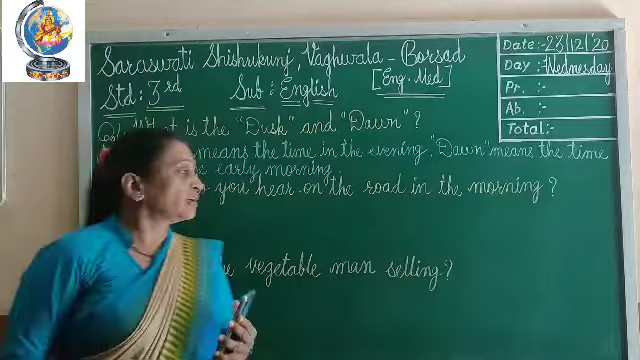 Saraswati Shishukunj, Vaghwala - Borsad
[Eng. Med]
Std : 3rd Sub : English
Date:- 23/12/'20
Day :- Wednesday
Pr. :-
Ab. :-
Total:-
What is the "Dusk" and "Dawn" ?
means the time in the evening, "Dawn" means the time
early morning.
you hear on the road in the morning ?
vegetable man selling ?